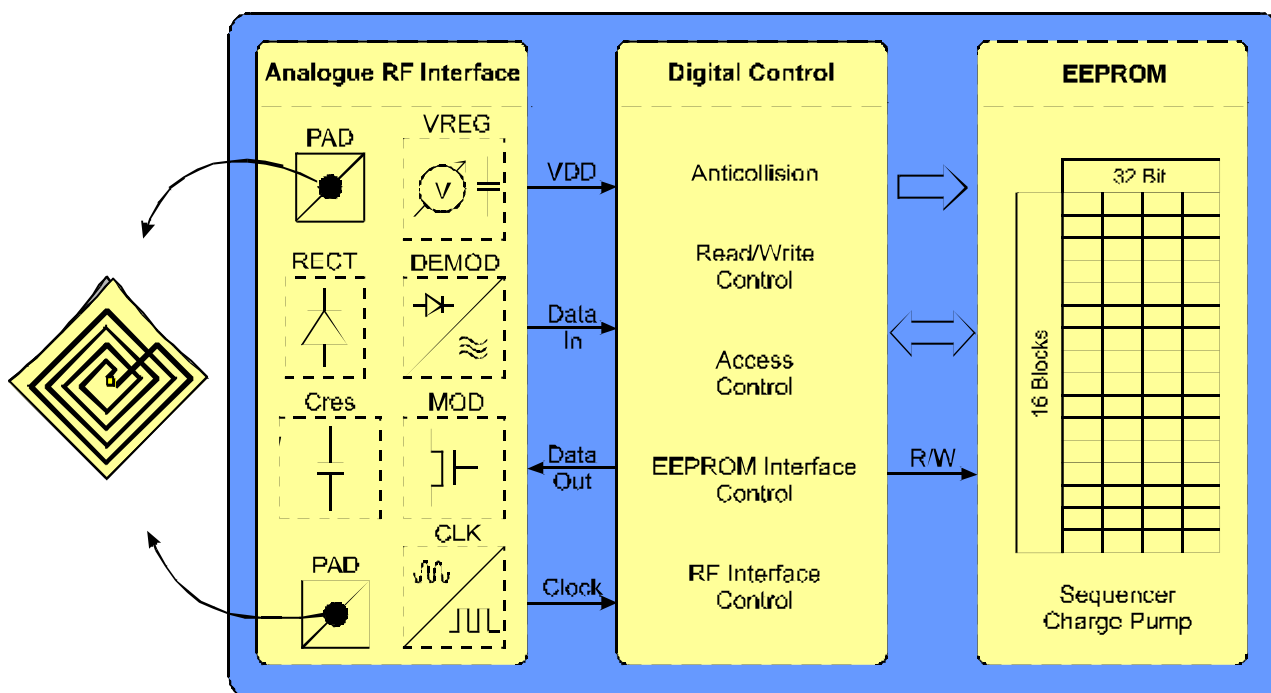 Analogue RF Interface
PAD
VREG
V
RECT
DEMOD
Cres
MOD
CLK
PAD
VDD
Data
In
Data
Out
Clock
Digital Control
Anticollision
Read/Write
Control
Access
Control
EEPROM Interface
Control
RF Interface
Control
R/W
EEPROM
32 Bit
16 Blocks
Sequencer
Charge Pump